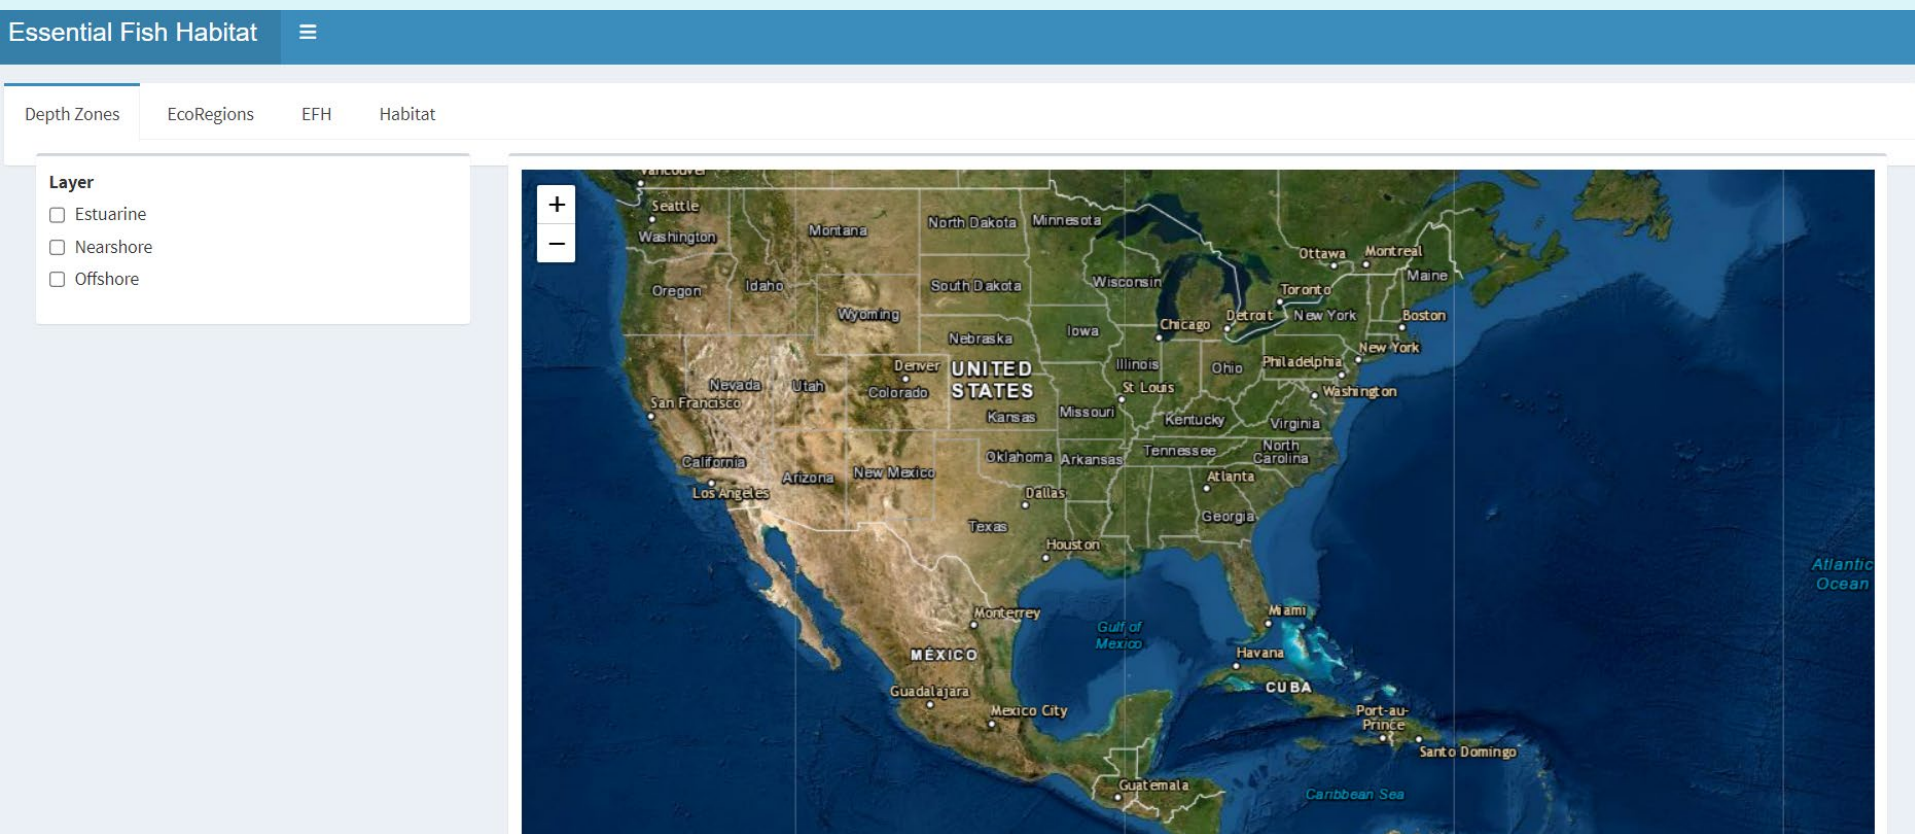 Essential Fish Habitat
Depth Zones EcoRegions EFH Habitat
Layer
Estuarine
Nearshore
Offshore
+
−
Vancouver
Seattle
Washington
Montana
North Dakota
Minnesota
Ottawa
Montreal
Maine
Oregon
Idaho
South Dakota
Wisconsin
Toronto
Wyoming
Detroit
New York
Boston
Chicago
Nebraska
Iowa
New York
Denver
UNITED
STATES
Illinois
Ohio
Philadelphia
Nevada
Utah
Colorado
St Louis
Washington
San Francisco
Kansas
Missouri
Kentucky
Virginia
California
Arizona
New Mexico
Oklahoma
Arkansas
Tennessee
North
Carolina
Los Angeles
Dallas
Atlanta
Texas
Georgia
Houston
Atlantic
Ocean
Monterrey
Gulf of
Mexico
Miami
MÉXICO
Havana
Guadalajara
CUBA
Mexico City
Port-au-
Prince
Santo Domingo
Guatemala
Caribbean Sea